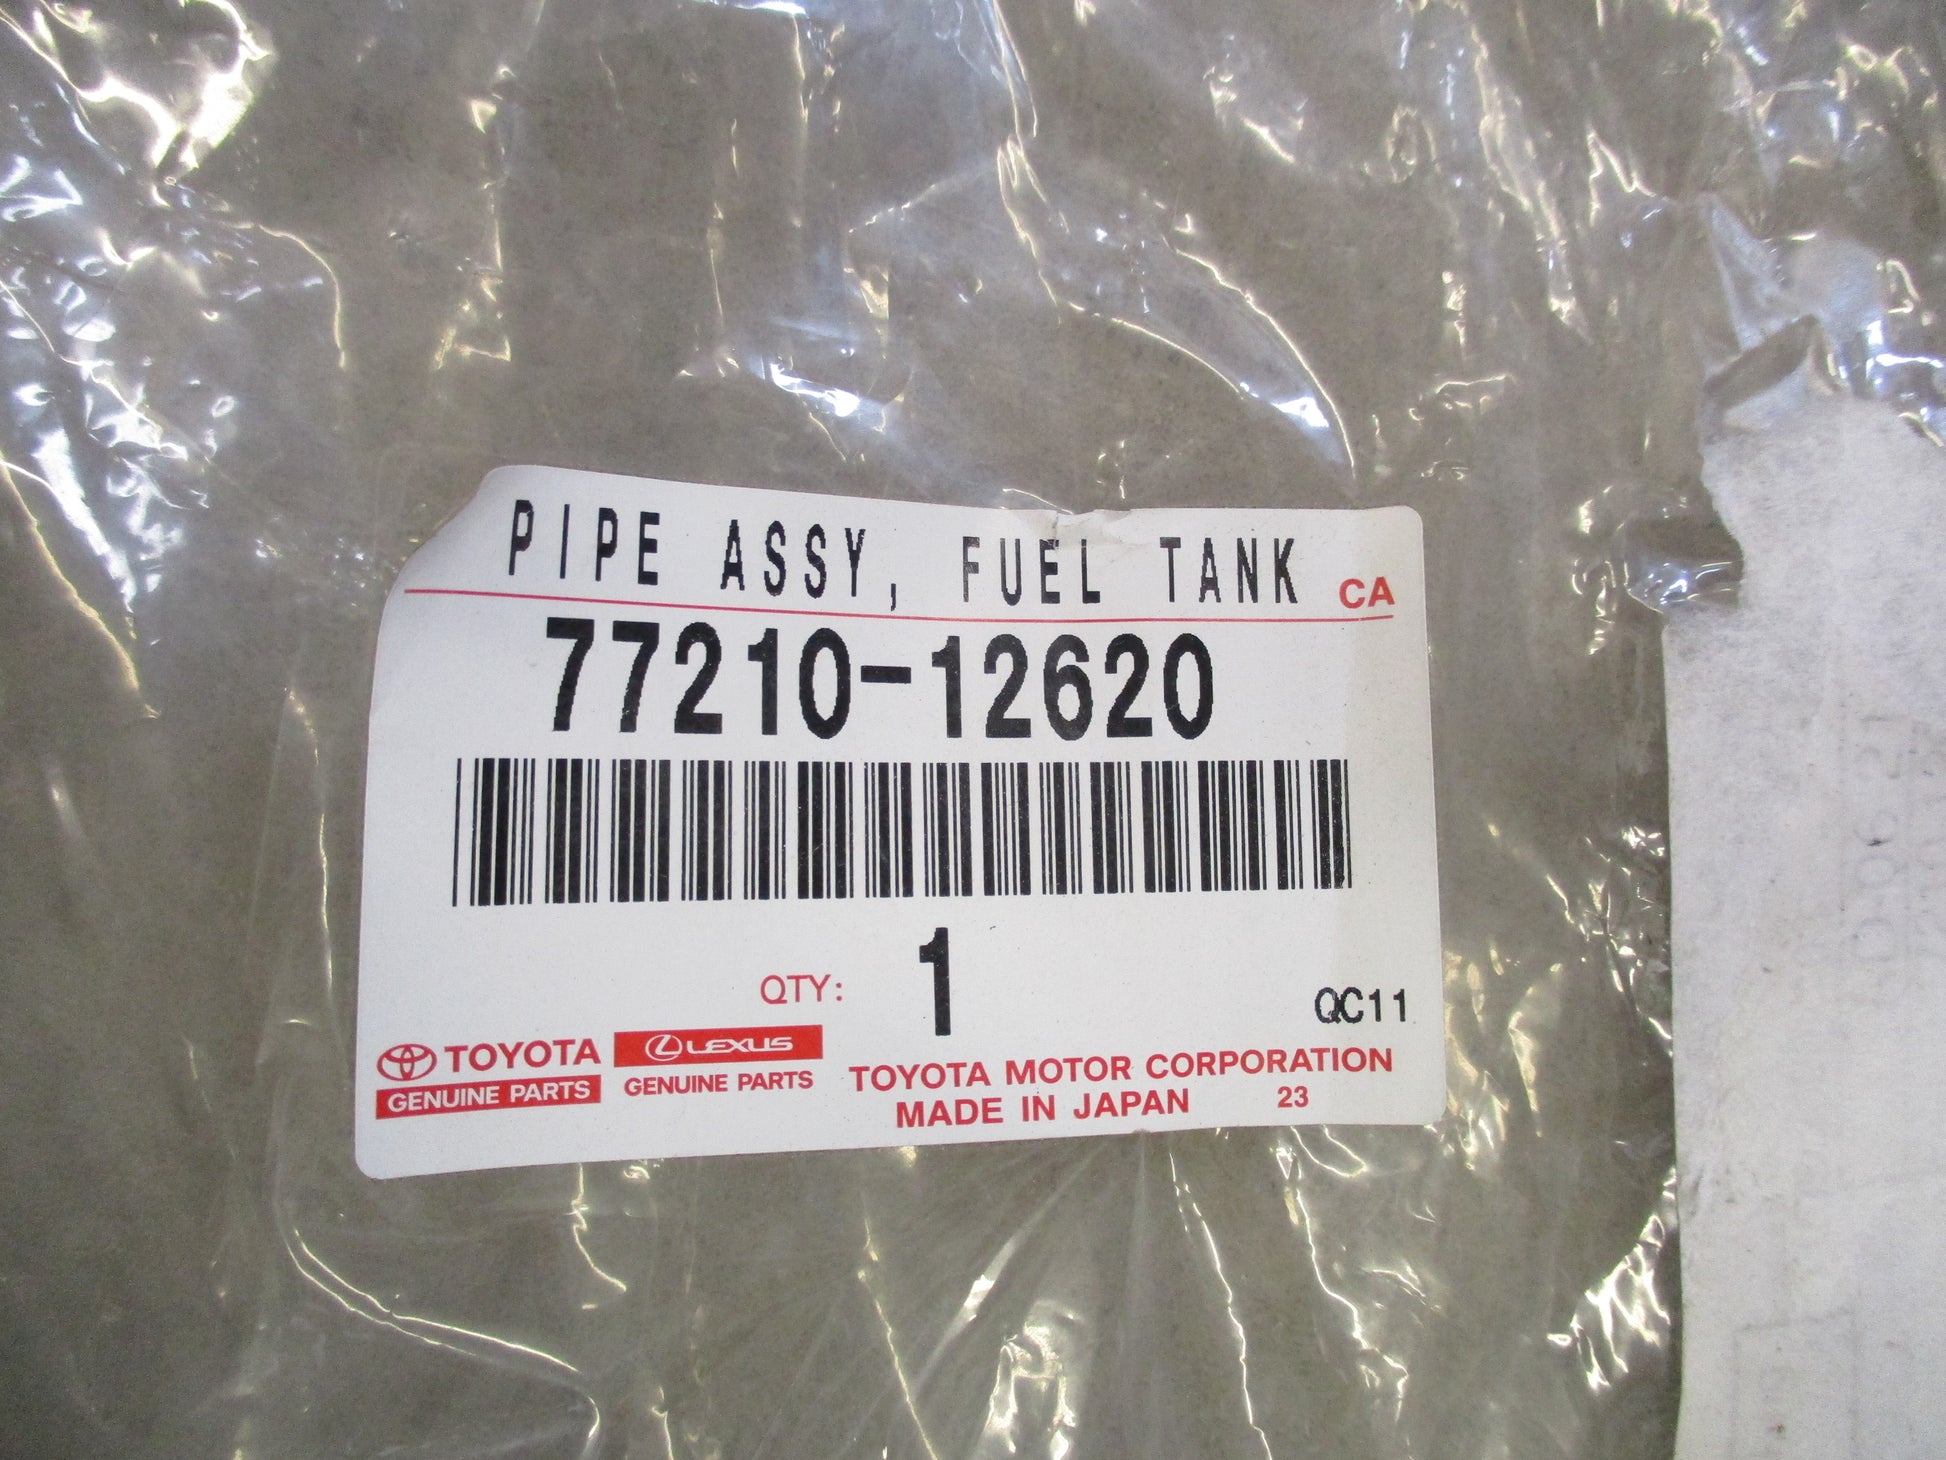 PIPE ASSY, FUEL TANK CA
77210-12620
QTY: 1
QC11
TOYOTA
GENUINE PARTS
LEXUS
GENUINE PARTS
TOYOTA MOTOR CORPORATION
MADE IN JAPAN 23